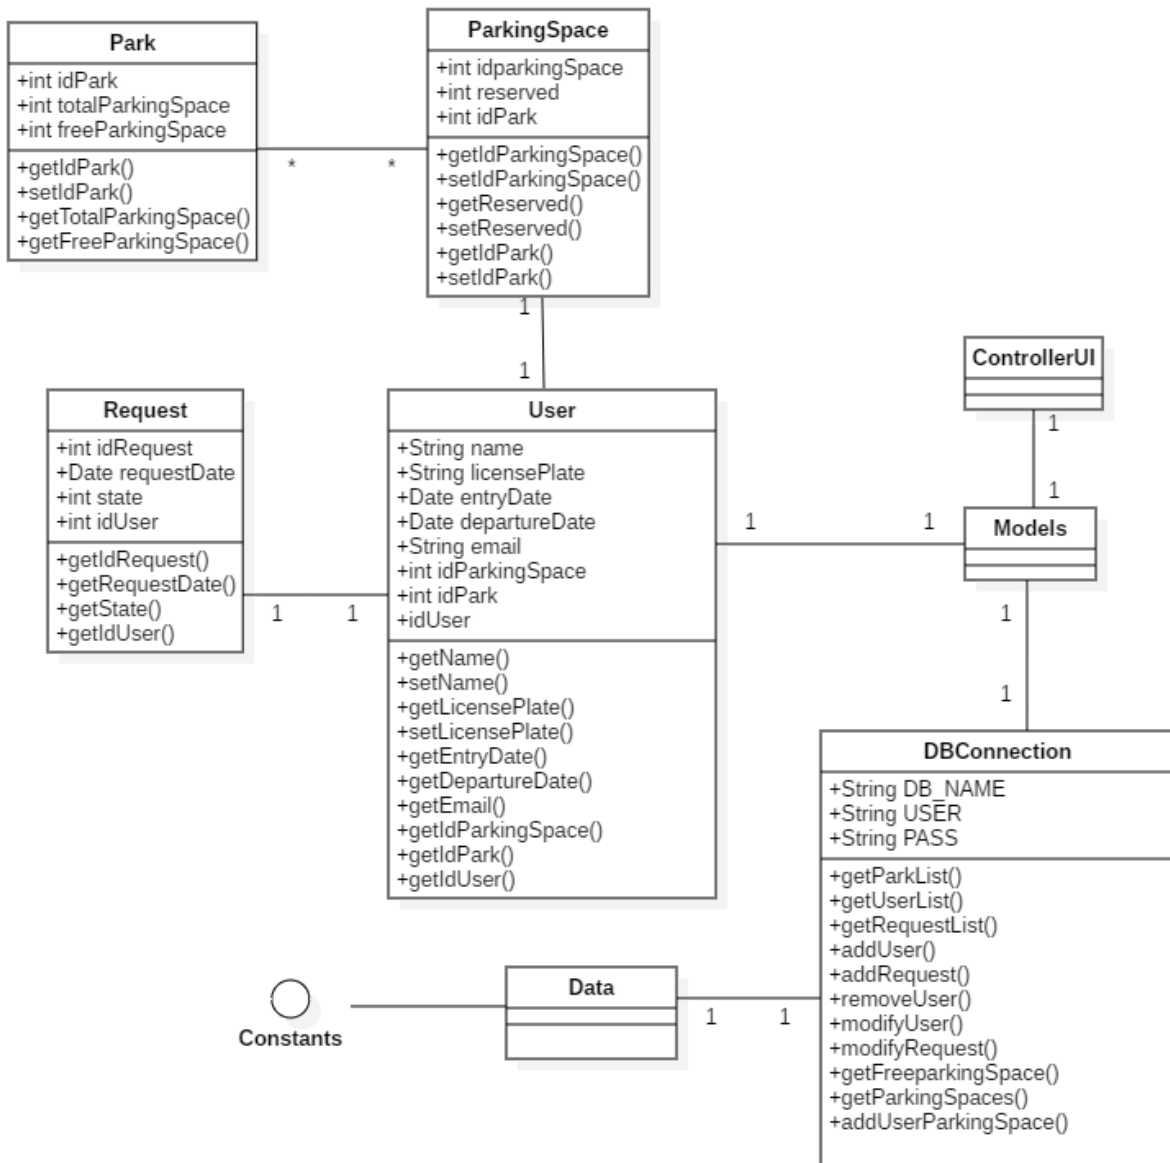 Park
+int idPark
+int totalParkingSpace
+int freeParkingSpace
+getIdPark()
+setIdPark()
+getTotalParkingSpace()
+getFreeParkingSpace()
*
*
ParkingSpace
+int idparkingSpace
+int reserved
+int idPark
+getIdParkingSpace()
+setIdParkingSpace()
+getReserved()
+setReserved()
+getIdPark()
+setIdPark()
1
1
Request
+int idRequest
+Date requestDate
+int state
+int idUser
+getIdRequest()
+getRequestDate()
+getState()
+getIdUser()
1
1
User
+String name
+String licensePlate
+Date entryDate
+Date departureDate
+String email
+int idParkingSpace
+int idPark
+idUser
+getName()
+setName()
+getLicensePlate()
+setLicensePlate()
+getEntryDate()
+getDepartureDate()
+getEmail()
+getIdParkingSpace()
+getIdPark()
+getIdUser()
1
1
ControllerUI
1
1
Models
1
1
DBConnection
+String DB_NAME
+String USER
+String PASS
+getParkList()
+getUserList()
+getRequestList()
+addUser()
+addRequest()
+removeUser()
+modifyUser()
+modifyRequest()
+getFreeparkingSpace()
+getParkingSpaces()
+addUserParkingSpace()
Constants
Data
1
1